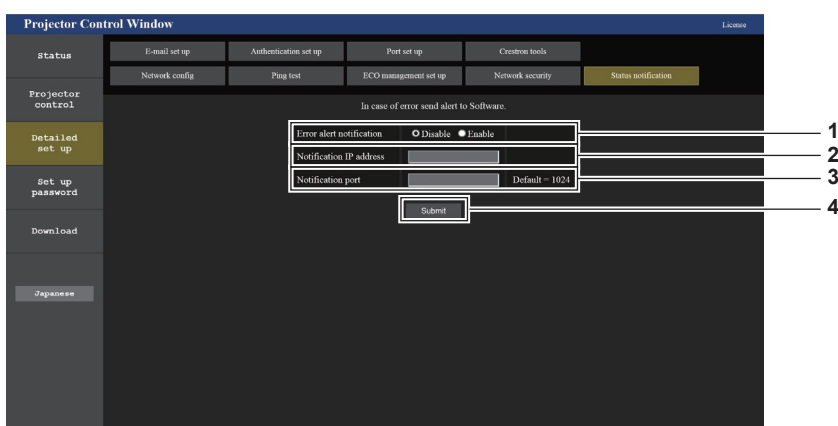 Projector Control Window
License
Status
Projector
control
Detailed
set up
Set up
password
Download
Japanese
E-mail set up
Authentication set up
Port set up
Crestron tools
Network config
Ping test
ECO management set up
Network security
Status notification
In case of error send alert to Software.
Error alert notification Disable Enable 1
Notification IP address 2
Notification port Default = 1024 3
Submit 4